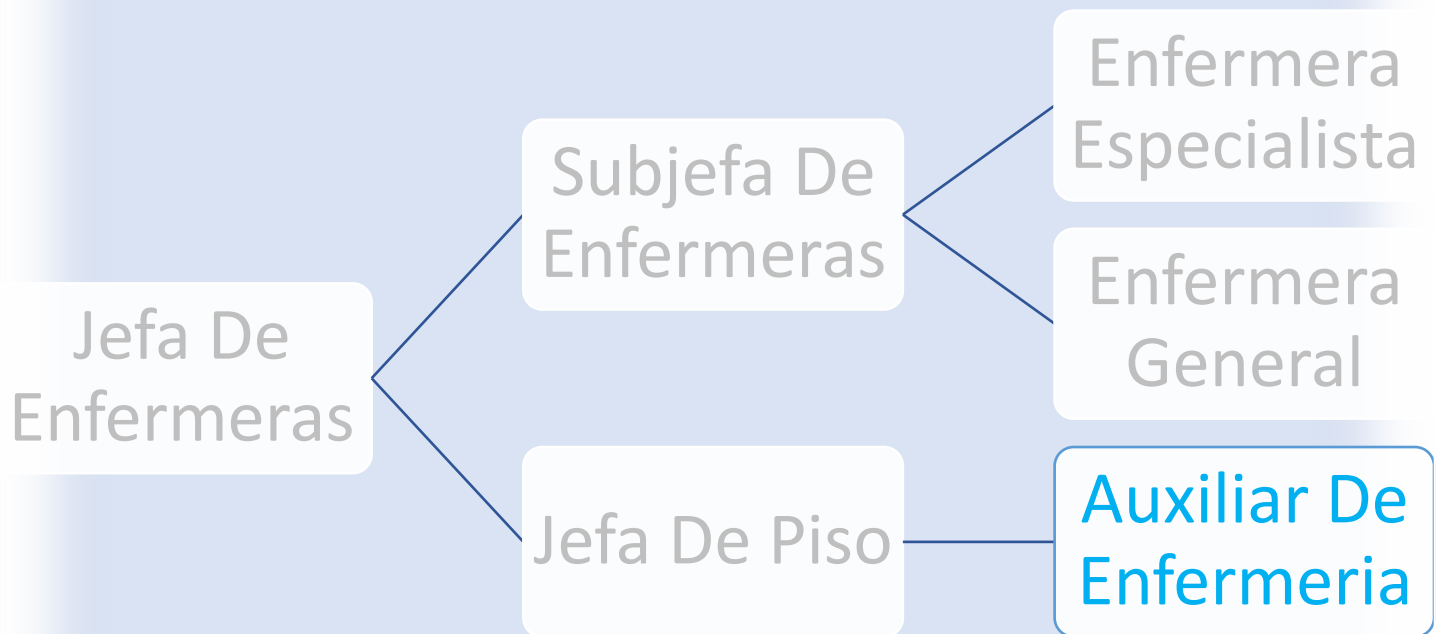 Jefa De
Enfermeras
Subjefa De
Enfermeras
Jefa De Piso
Enfermera
Especialista
Enfermera
General
Auxiliar De
Enfermeria